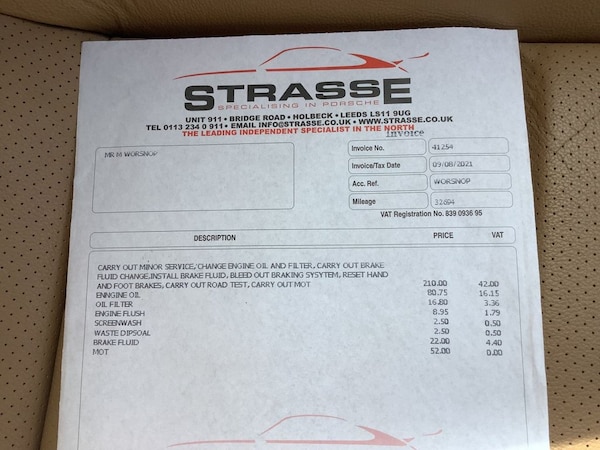 STRASSE
SPECIALISING IN PORSCHE
UNIT 911 • BRIDGE ROAD • HOLBECK • LEEDS LS11 9UG
TEL 0113 234 0 911 • EMAIL INFO@STRASSE.CO.UK • WWW.STRASSE.CO.UK
THE LEADING INDEPENDENT SPECIALIST IN THE NORTH
Invoice
MR M WORSNOP
Invoice No. 41254
Invoice/Tax Date 09/08/2021
Acc. Ref. WORSNOP
Mileage 32694
VAT Registration No. 839 0936 95
DESCRIPTION PRICE VAT
CARRY OUT MINOR SERVICE,CHANGE ENGINE OIL AND FILTER, CARRY OUT BRAKE
FLUID CHANGE,INSTALL BRAKE FLUID, BLEED OUT BRAKING SYSYTEM, RESET HAND
AND FOOT BRAKES, CARRY OUT ROAD TEST, CARRY OUT MOT 210.00 42.00
ENNGINE OIL 80.75 16.15
OIL FILTER 16.80 3.36
ENGINE FLUSH 8.95 1.79
SCREENWASH 2.50 0.50
WASTE DIPSOAL 2.50 0.50
BRAKE FLUID 22.00 4.40
MOT 52.00 0.00